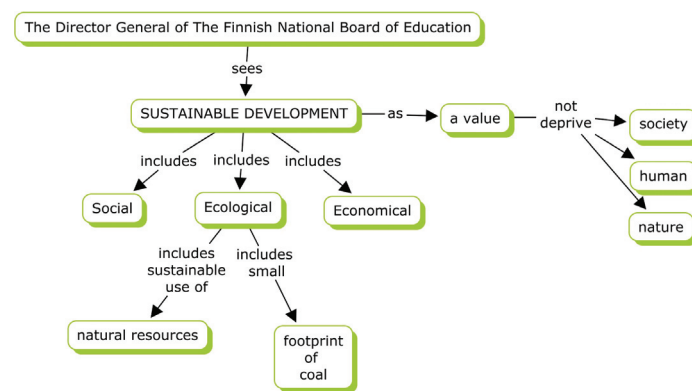 The Director General of The Finnish National Board of Education
sees
SUSTAINABLE DEVELOPMENT
as
a value
not
deprive
society
human
nature
includes
includes
includes
Social
Ecological
Economical
includes
sustainable
use of
includes
small
natural resources
footprint
of
coal